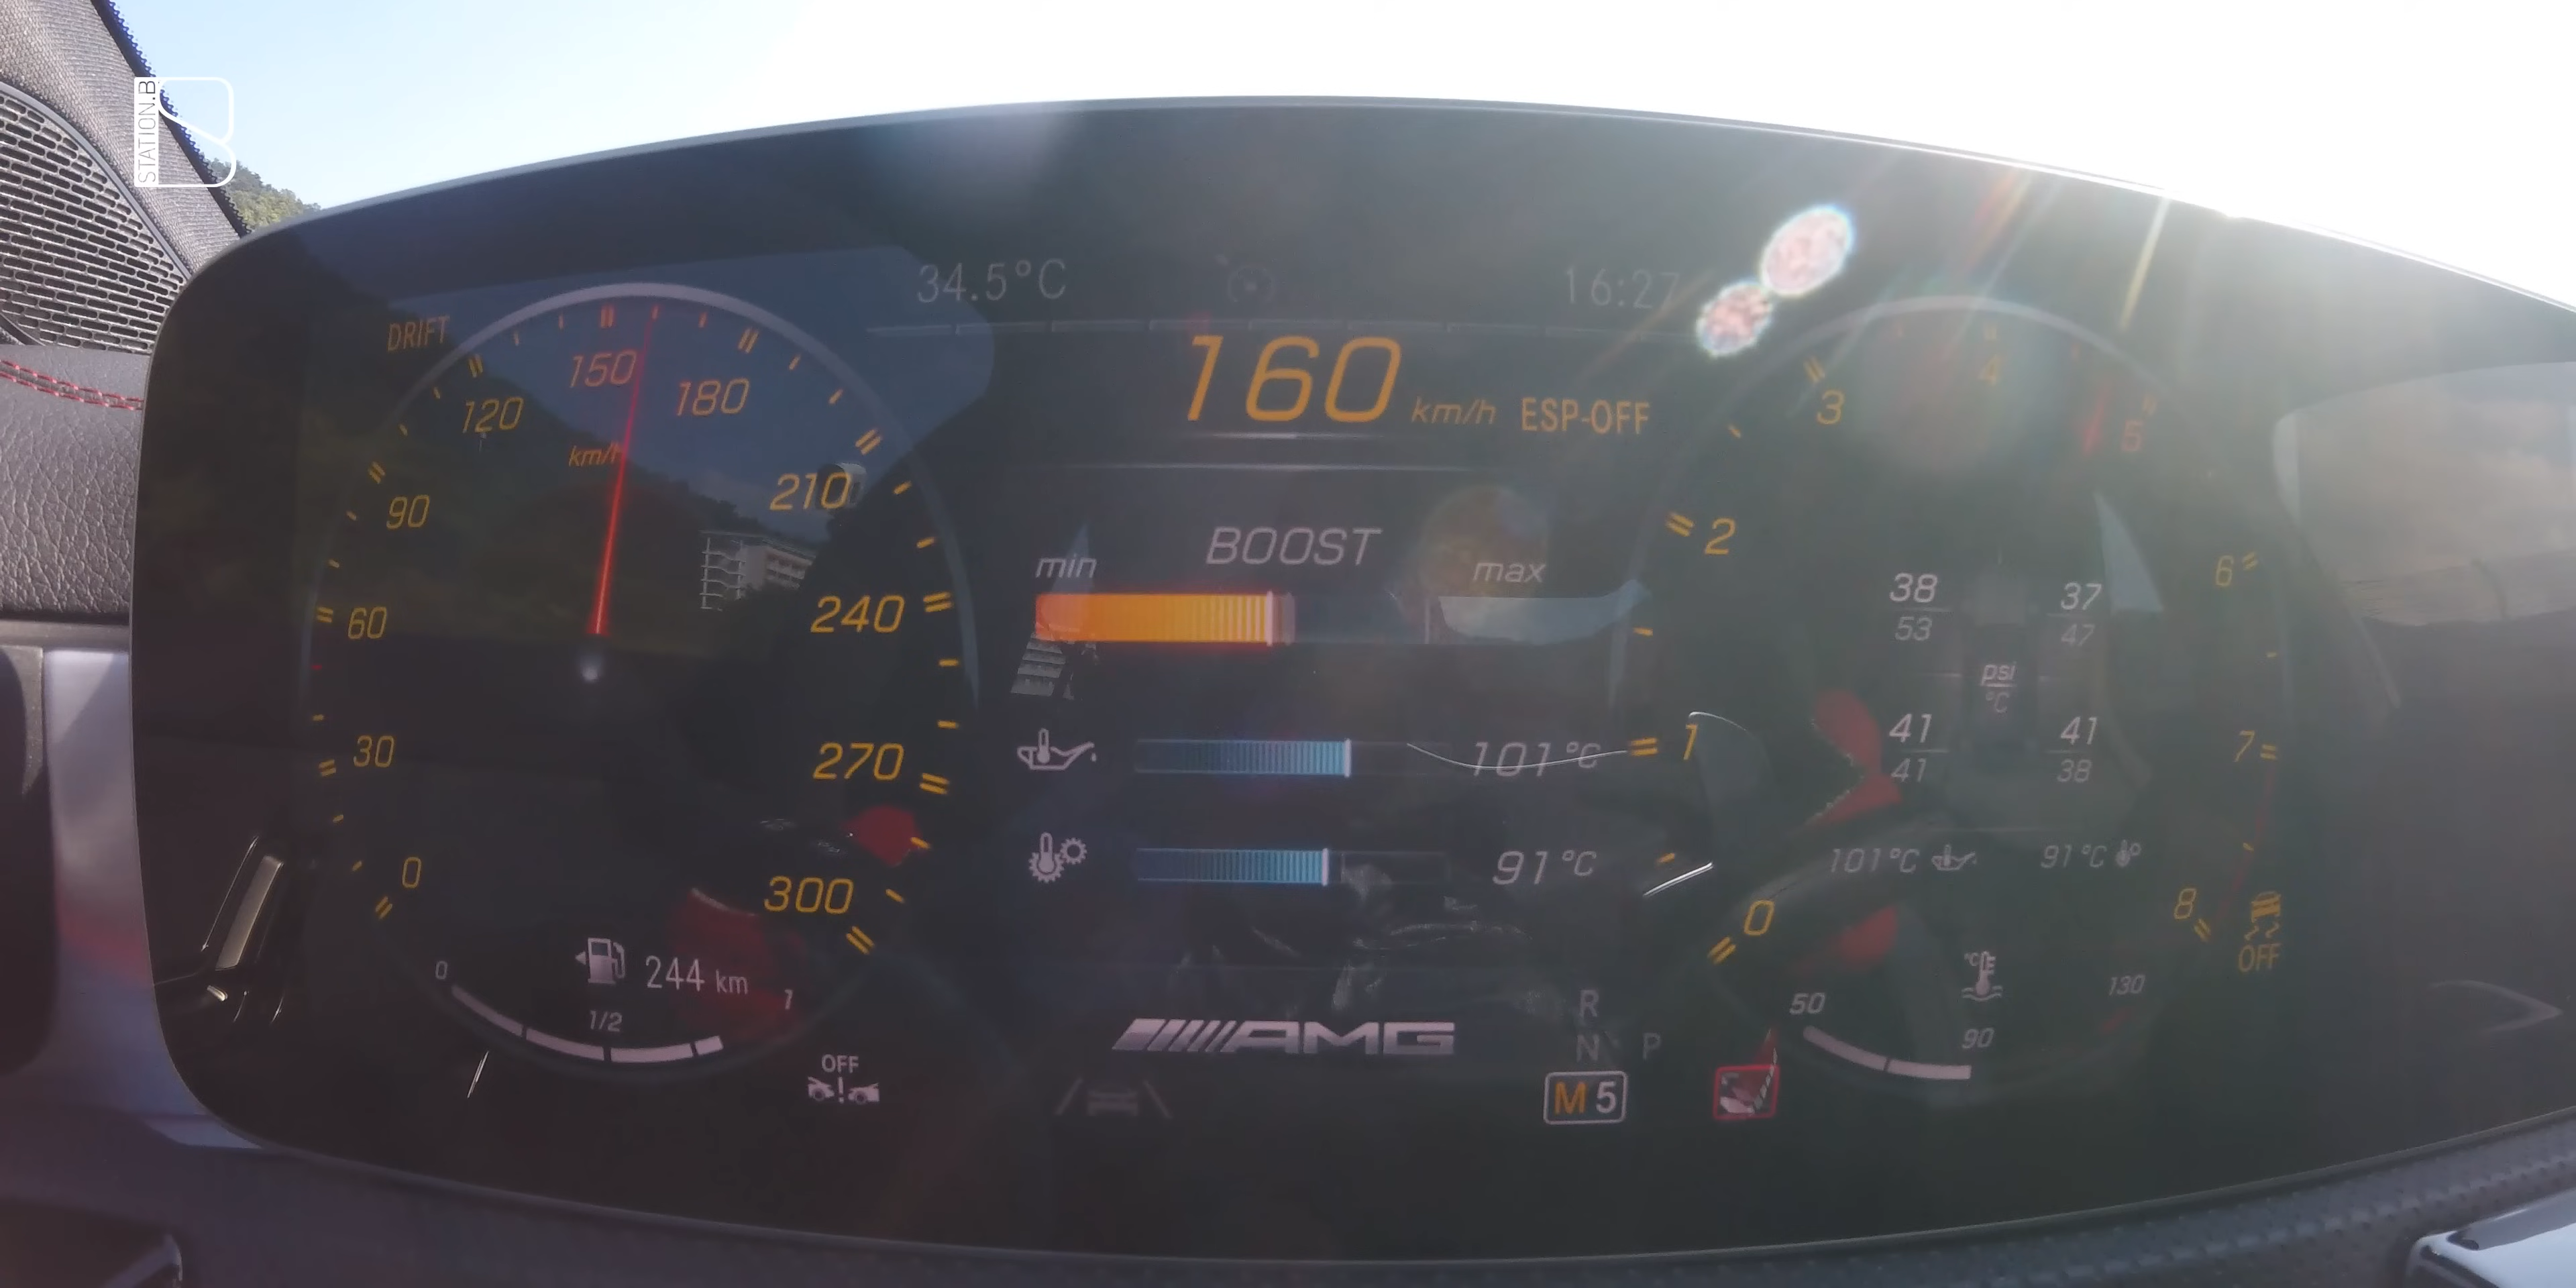 STATION.B
34.5°C
16:27
DRIFT
160 km/h ESP-OFF
0
30
60
90
120
150
180
210
240
270
300
km/h
BOOST
min
max
101°C
91°C
0
1
2
3
4
5
6
7
8
38
53
37
47
psi
°C
41
41
41
38
101°C
91°C
OFF
244 km
0
1/2
1
OFF
AMG
R
N
P
M 5
°C
50
90
130